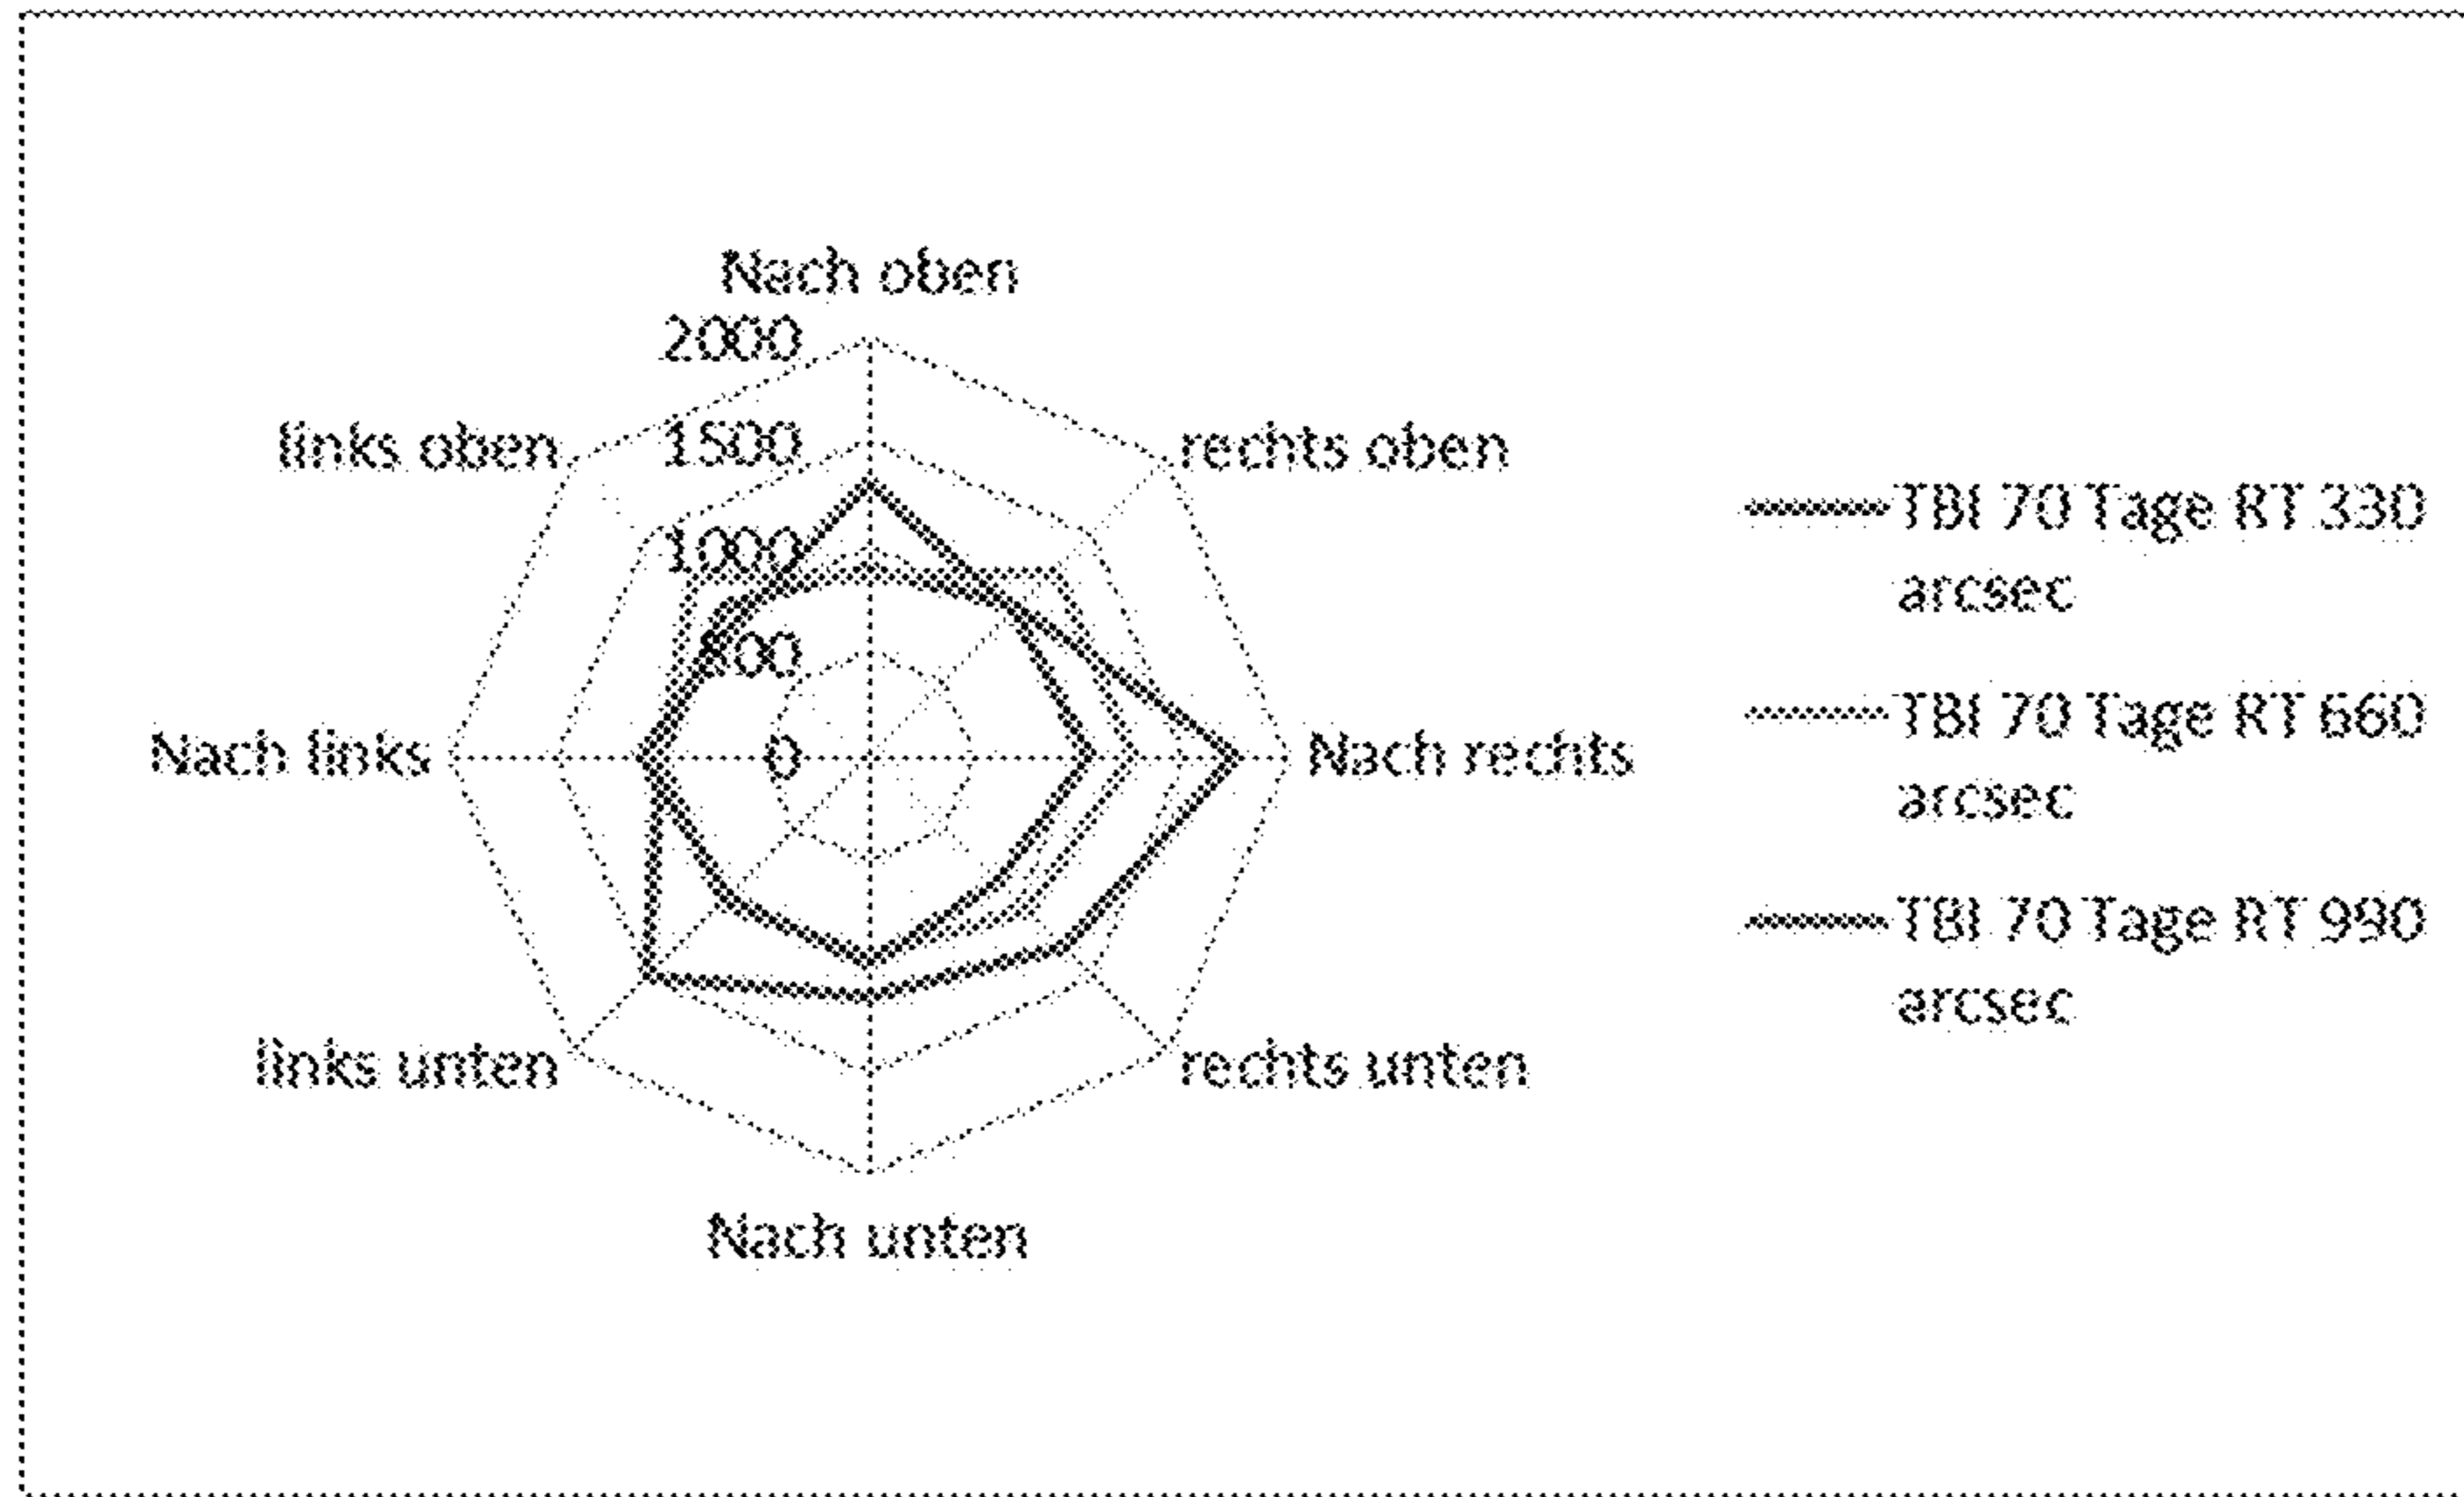 Nach oben
2000
links oben
1500
rechts oben
1000
500
Nach links
0
Nach rechts
links unten
rechts unten
Nach unten
TBI 70 Tage RT 330
arcsec
TBI 70 Tage RT 660
arcsec
TBI 70 Tage RT 990
arcsec